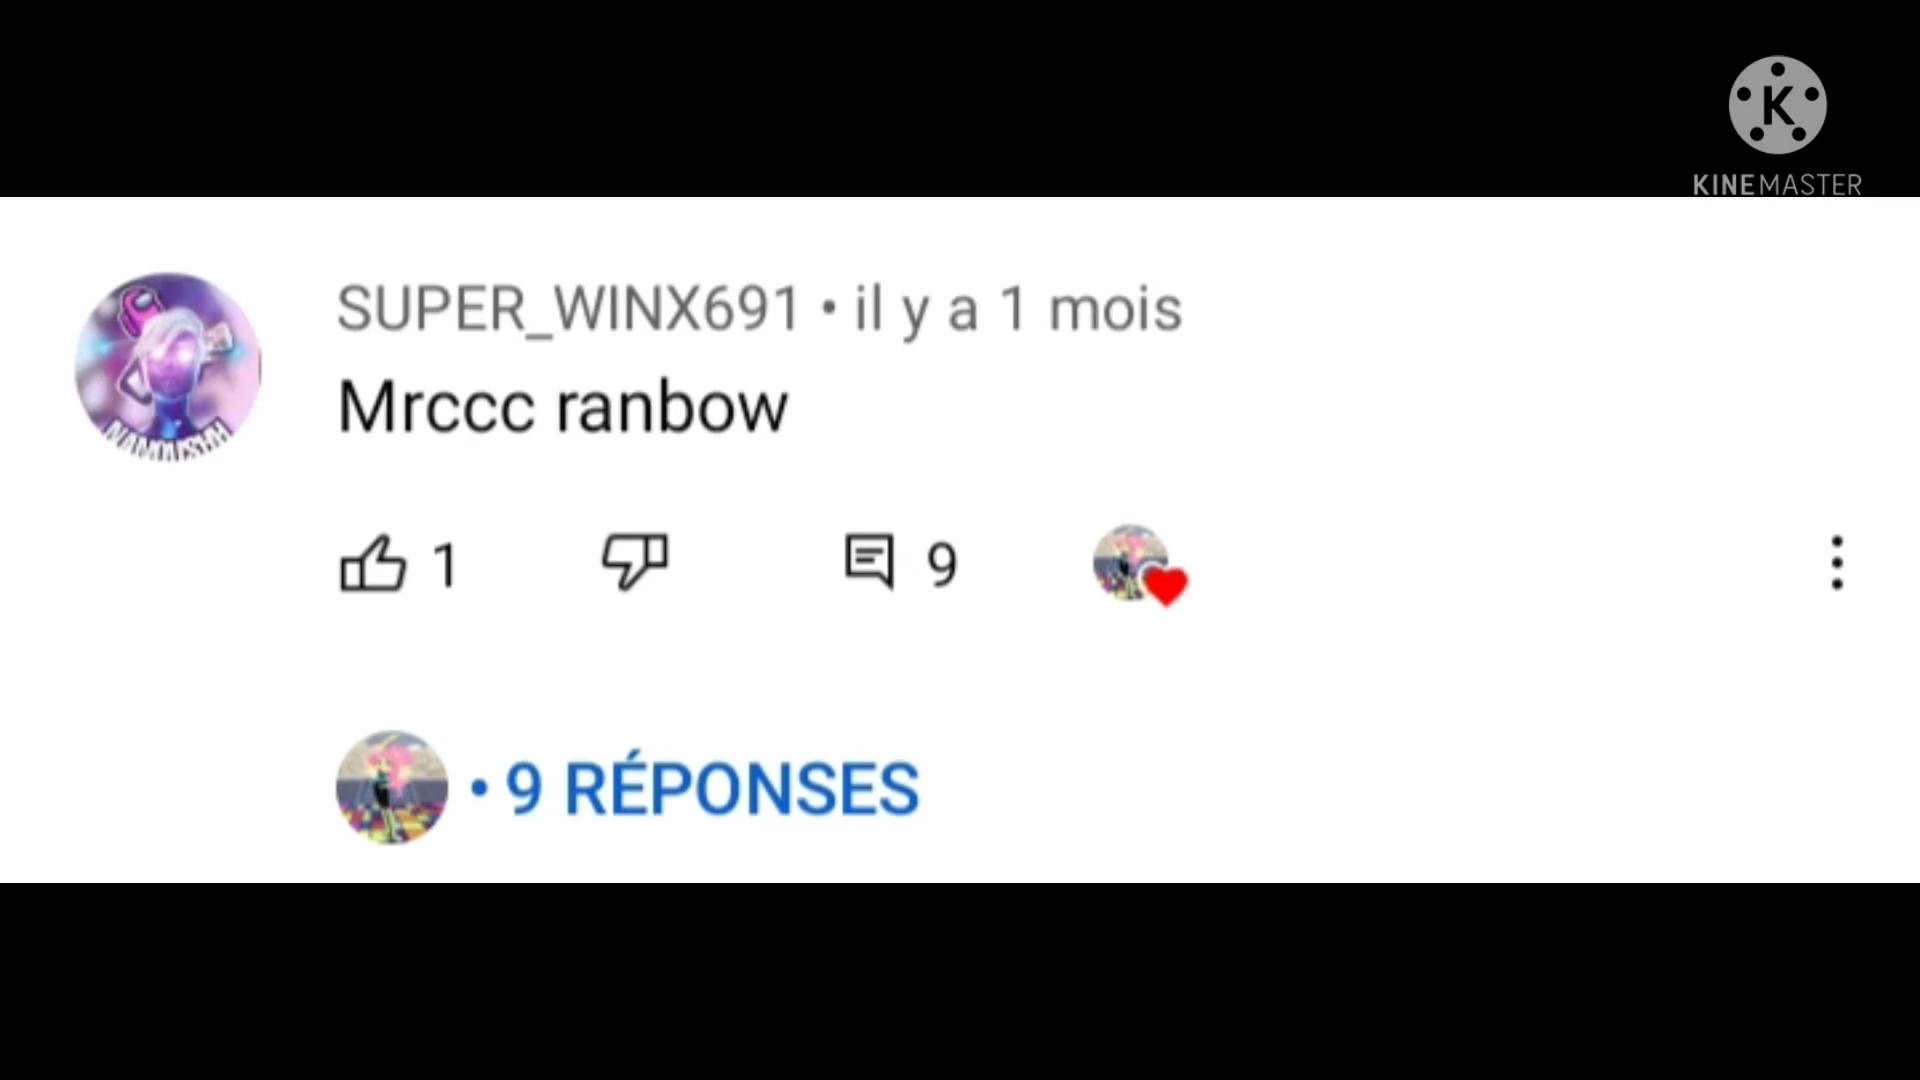 KINEMASTER
SUPER_WINX691 • il y a 1 mois
Mrccc ranbow
1 9
• 9 RÉPONSES